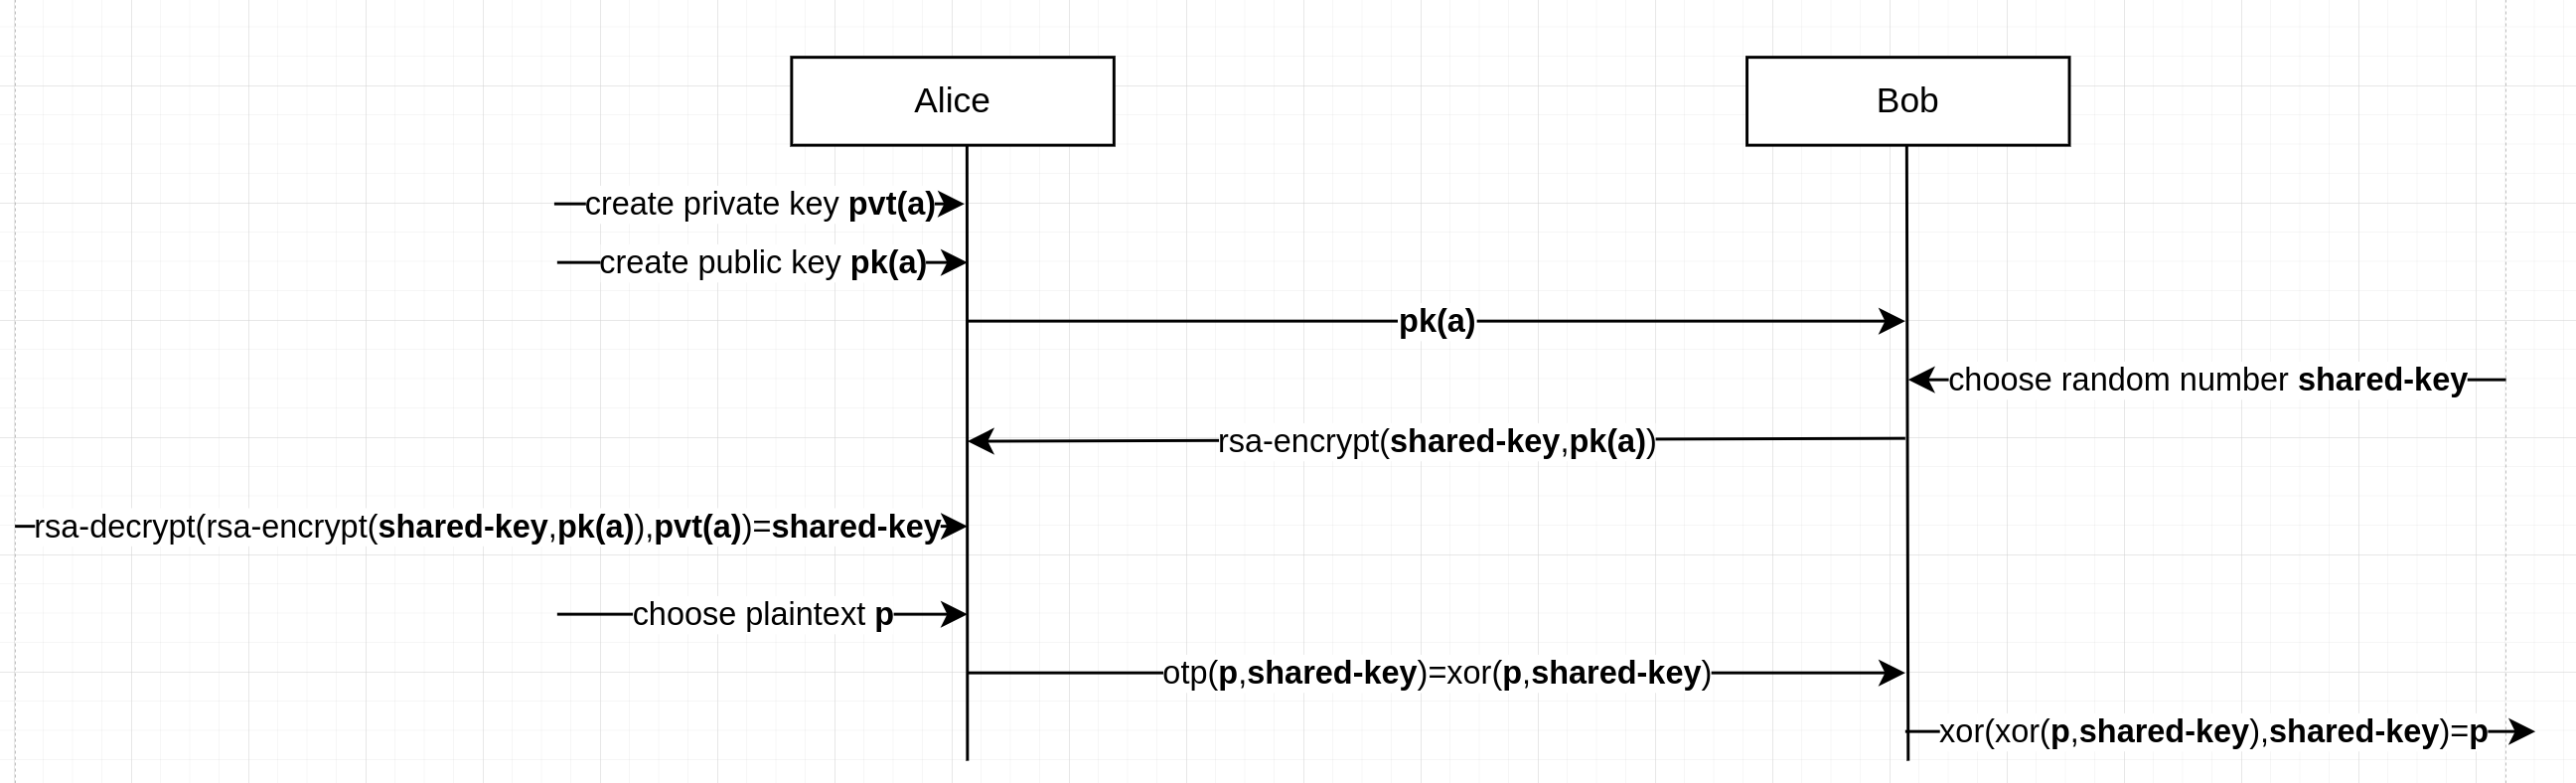 Alice
Bob
create private key pvt(a)
create public key pk(a)
pk(a)
choose random number shared-key
rsa-encrypt(shared-key,pk(a))
rsa-decrypt(rsa-encrypt(shared-key,pk(a)),pvt(a))=shared-key
choose plaintext p
otp(p,shared-key)=xor(p,shared-key)
xor(xor(p,shared-key),shared-key)=p